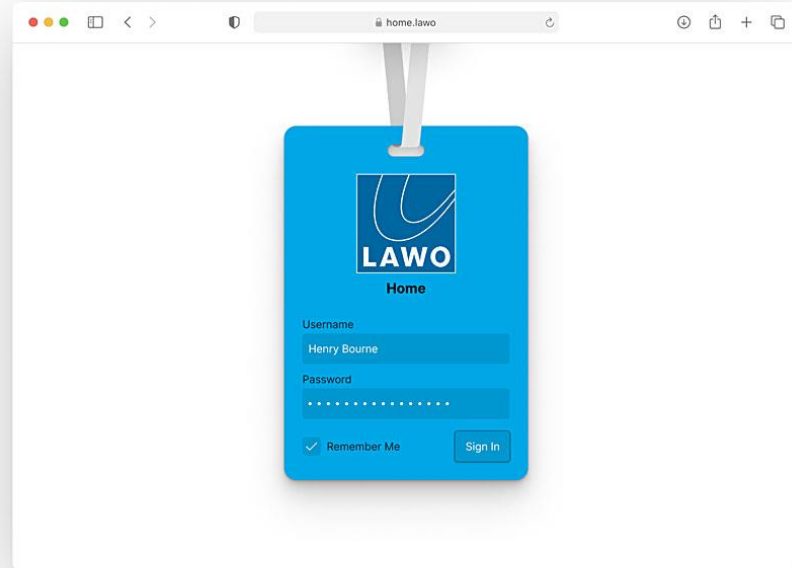 home.lawo
LAWO
Home
Username
Henry Bourne
Password
Remember Me
Sign In